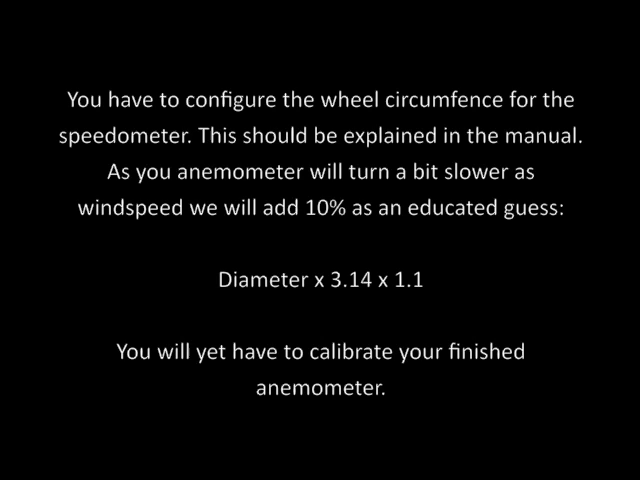 You have to configure the wheel circumfence for the
speedometer. This should be explained in the manual.
As you anemometer will turn a bit slower as
windspeed we will add 10% as an educated guess:
Diameter x 3.14 x 1.1
You will yet have to calibrate your finished
anemometer.